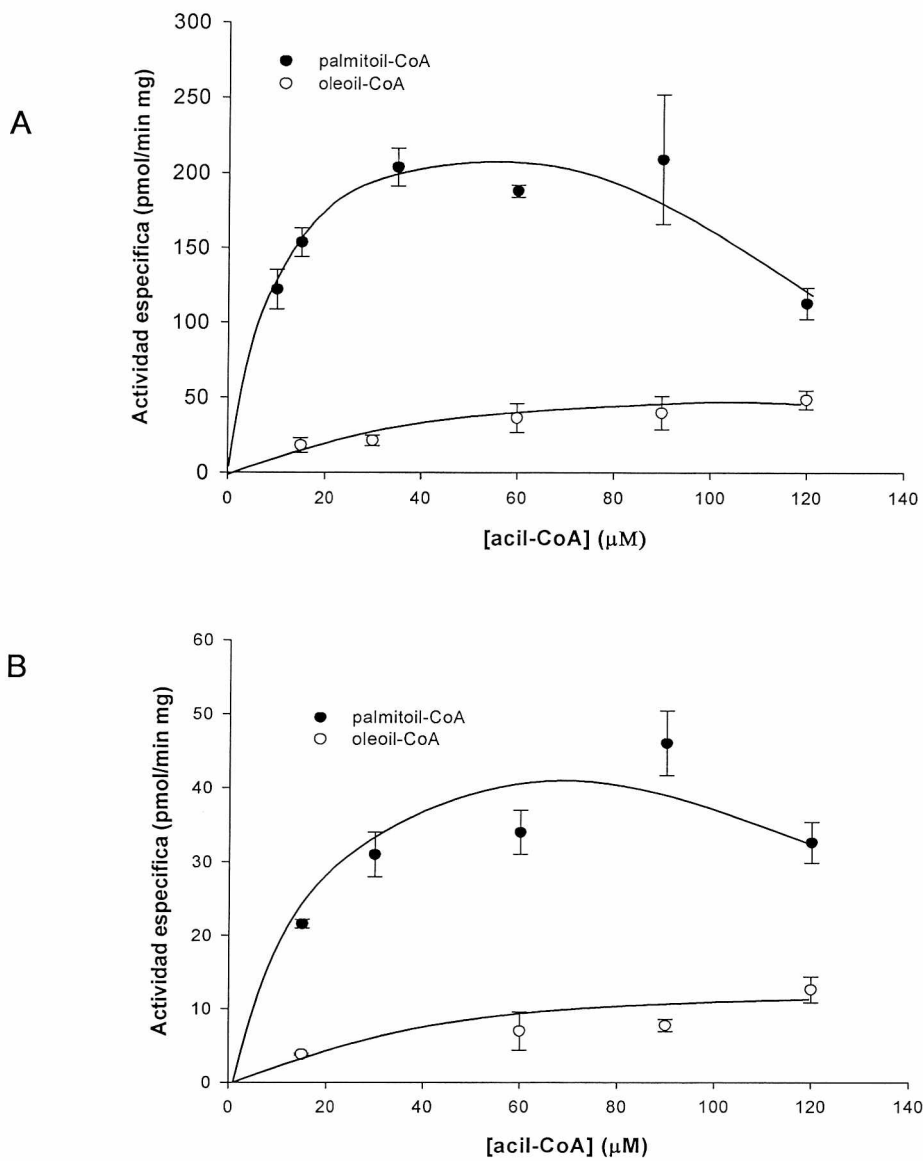 A
300
250
200
150
100
50
0
Actividad especifica (pmol/min mg)
palmitoil-CoA
oleoil-CoA
0 20 40 60 80 100 120 140
[acil-CoA] (μM)
B
60
50
40
30
20
10
0
Actividad especifica (pmol/min mg)
palmitoil-CoA
oleoil-CoA
0 20 40 60 80 100 120 140
[acil-CoA] (μM)